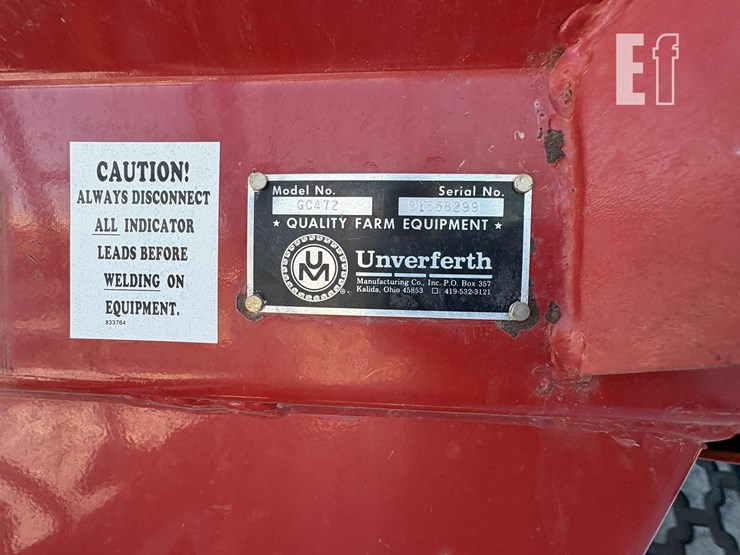 Ef
CAUTION!
ALWAYS DISCONNECT
ALL INDICATOR
LEADS BEFORE
WELDING ON
EQUIPMENT.
833764
Model No. Serial No.
GC472
★ QUALITY FARM EQUIPMENT ★
UM
Unverferth
Manufacturing Co., Inc. P.O. Box 357
Kalida, Ohio 45853 □ 419-532-3121